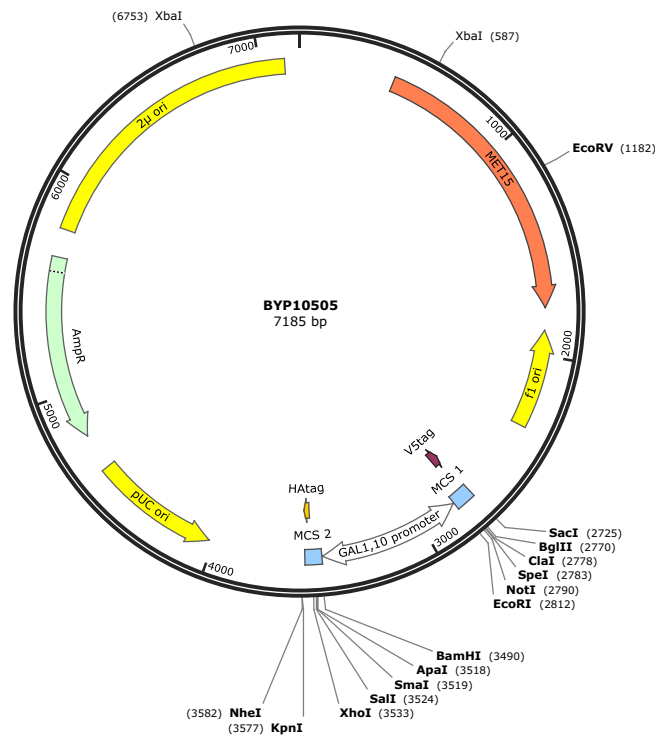 (6753) XbaI
7000
XbaI (587)
2μ ori
1000
MET15
EcoRV (1182)
6000
BYP10505
7185 bp
AmpR
2000
f1 ori
5000
V5tag
MCS 1
pUC ori
HAtag
MCS 2
GAL1,10 promoter
3000
4000
SacI (2725)
BglII (2770)
ClaI (2778)
SpeI (2783)
NotI (2790)
EcoRI (2812)
BamHI (3490)
ApaI (3518)
SmaI (3519)
SalI (3524)
XhoI (3533)
(3582) NheI
(3577) KpnI